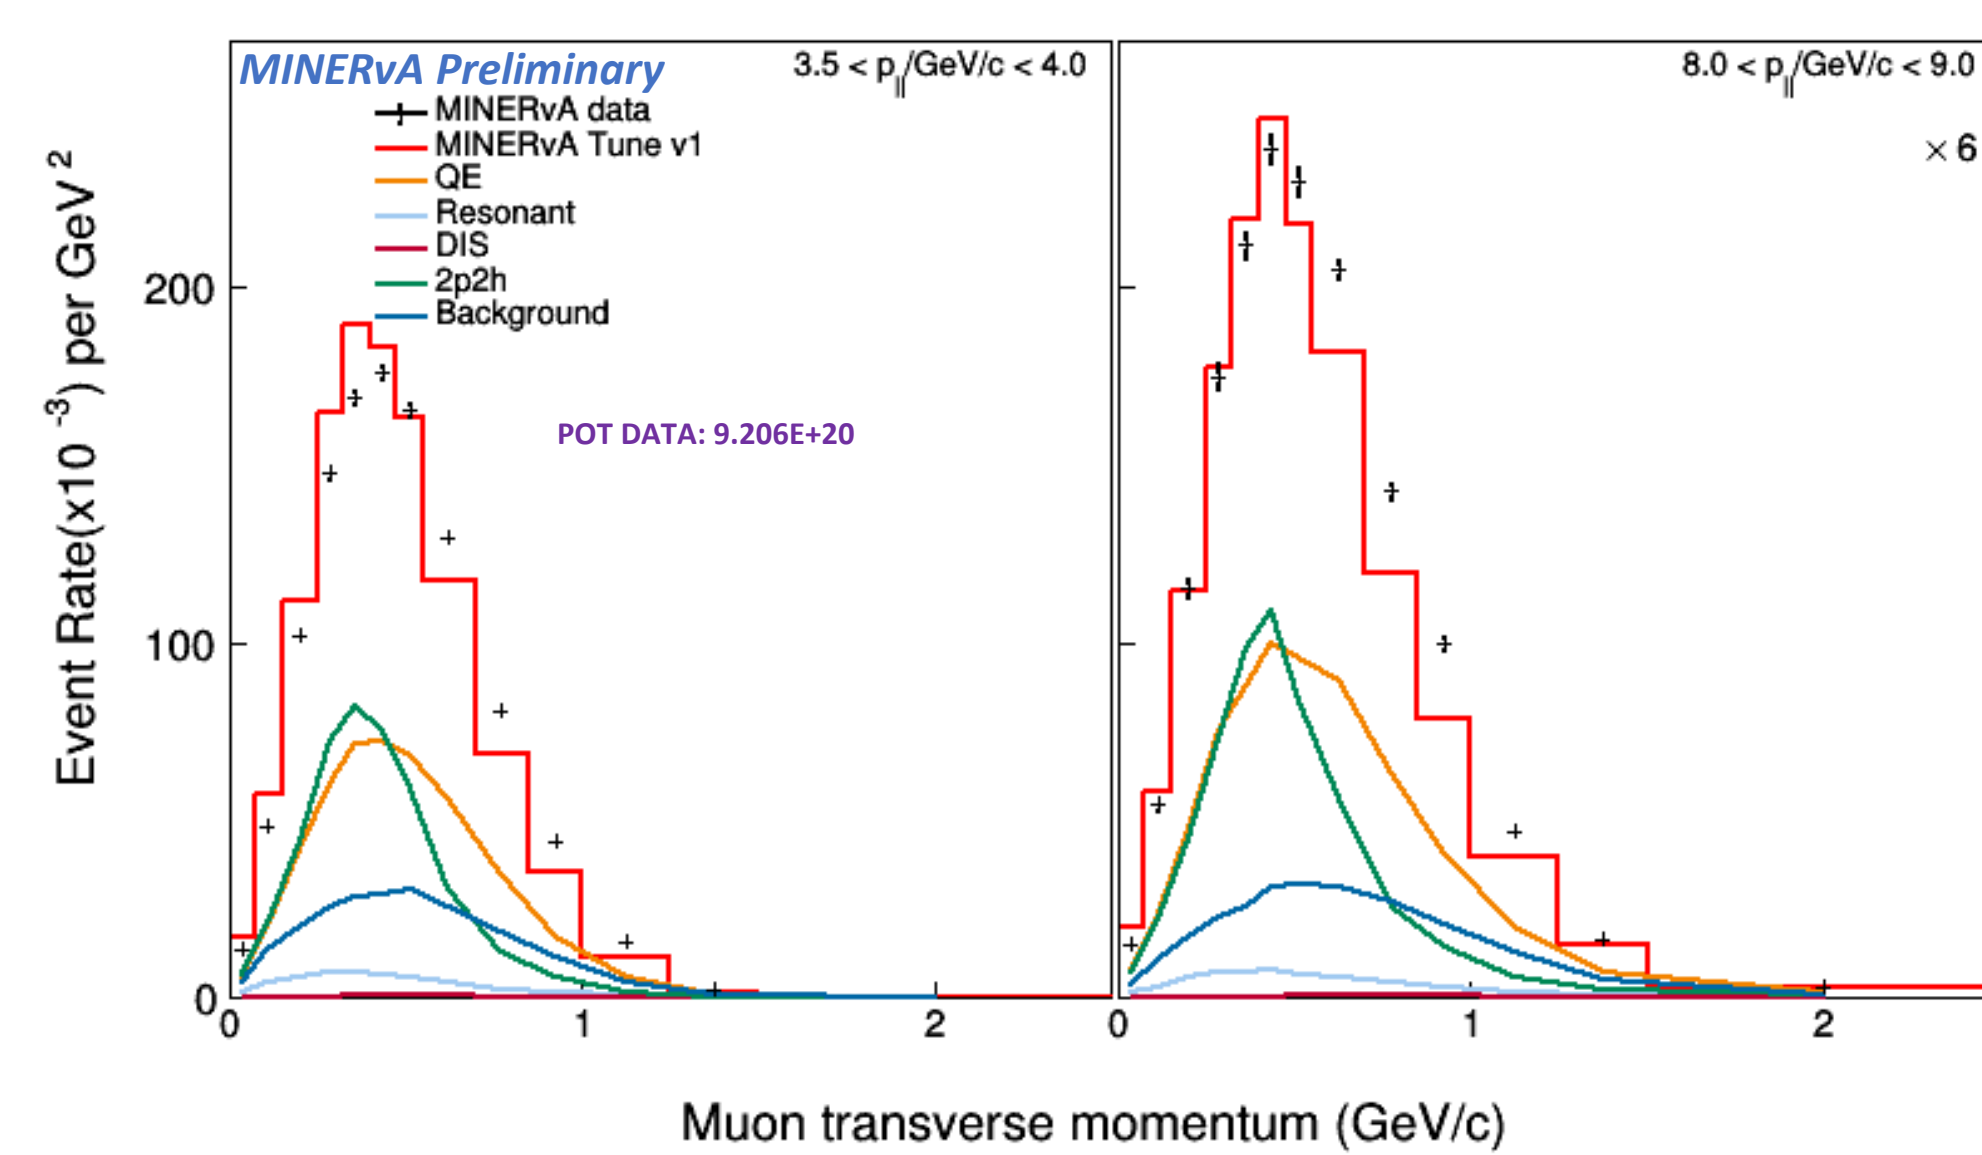 MINERvA Preliminary
3.5 < p||/GeV/c < 4.0
MINERvA data
MINERvA Tune v1
QE
Resonant
DIS
2p2h
Background
POT DATA: 9.206E+20
8.0 < p||/GeV/c < 9.0
× 6
Event Rate(x10 -3) per GeV 2
200
100
0
0 1 2
0 1 2
Muon transverse momentum (GeV/c)